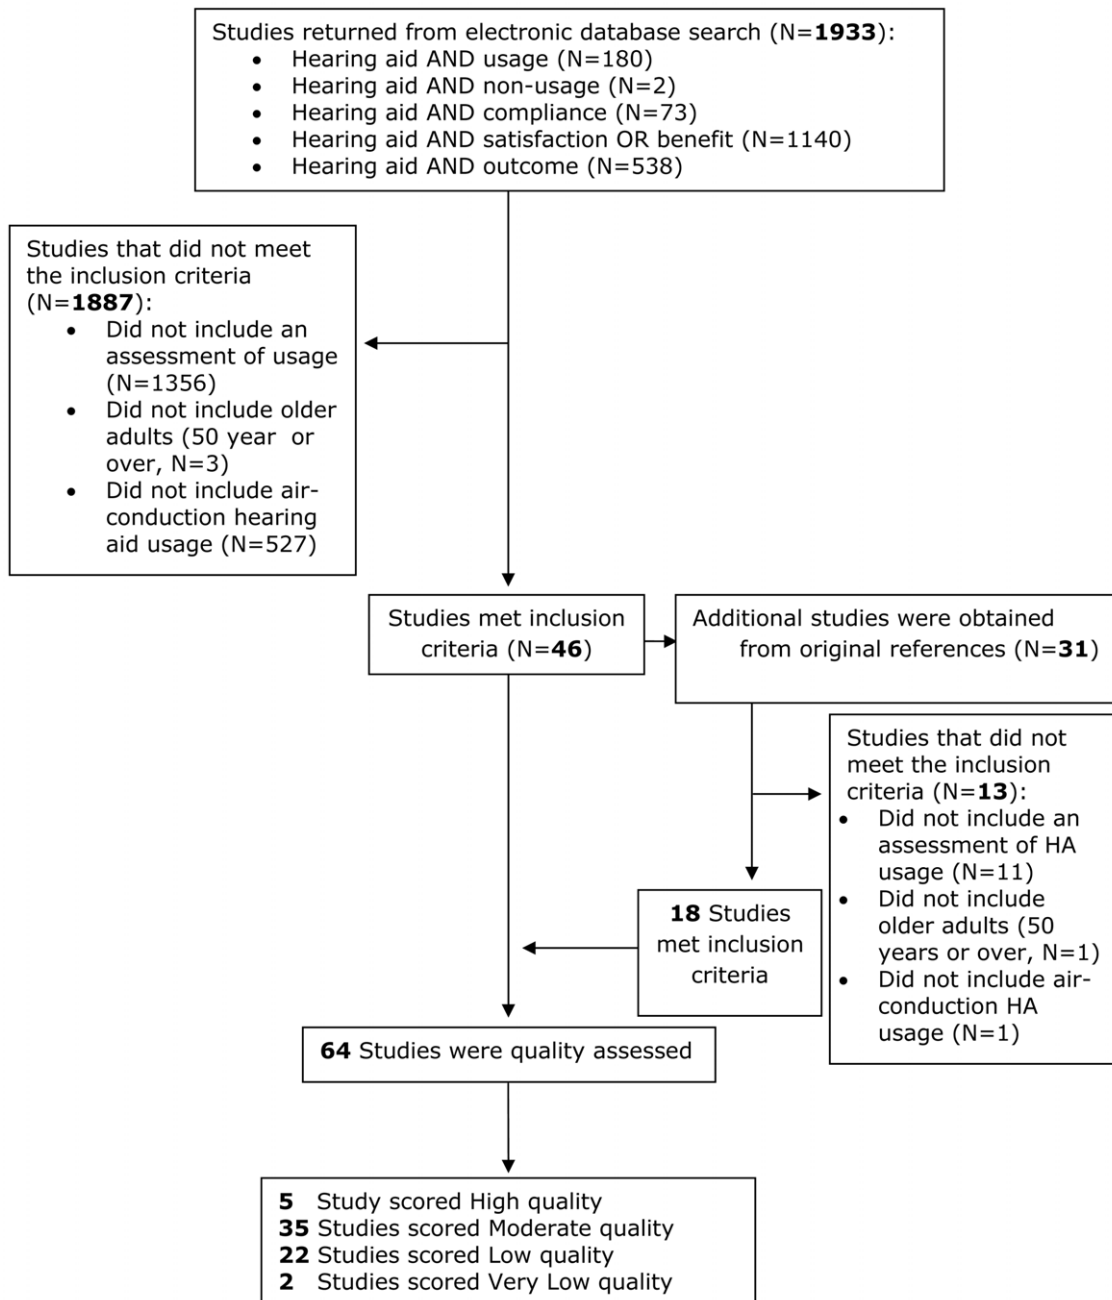 Studies returned from electronic database search (N=1933):
• Hearing aid AND usage (N=180)
• Hearing aid AND non-usage (N=2)
• Hearing aid AND compliance (N=73)
• Hearing aid AND satisfaction OR benefit (N=1140)
• Hearing aid AND outcome (N=538)
Studies that did not meet
the inclusion criteria
(N=1887):
• Did not include an
assessment of usage
(N=1356)
• Did not include older
adults (50 year or
over, N=3)
• Did not include air-
conduction hearing
aid usage (N=527)
Studies met inclusion
criteria (N=46)
Additional studies were obtained
from original references (N=31)
Studies that did not
meet the inclusion
criteria (N=13):
• Did not include an
assessment of HA
usage (N=11)
• Did not include
older adults (50
years or over, N=1)
• Did not include air-
conduction HA
usage (N=1)
18 Studies
met inclusion
criteria
64 Studies were quality assessed
5 Study scored High quality
35 Studies scored Moderate quality
22 Studies scored Low quality
2 Studies scored Very Low quality